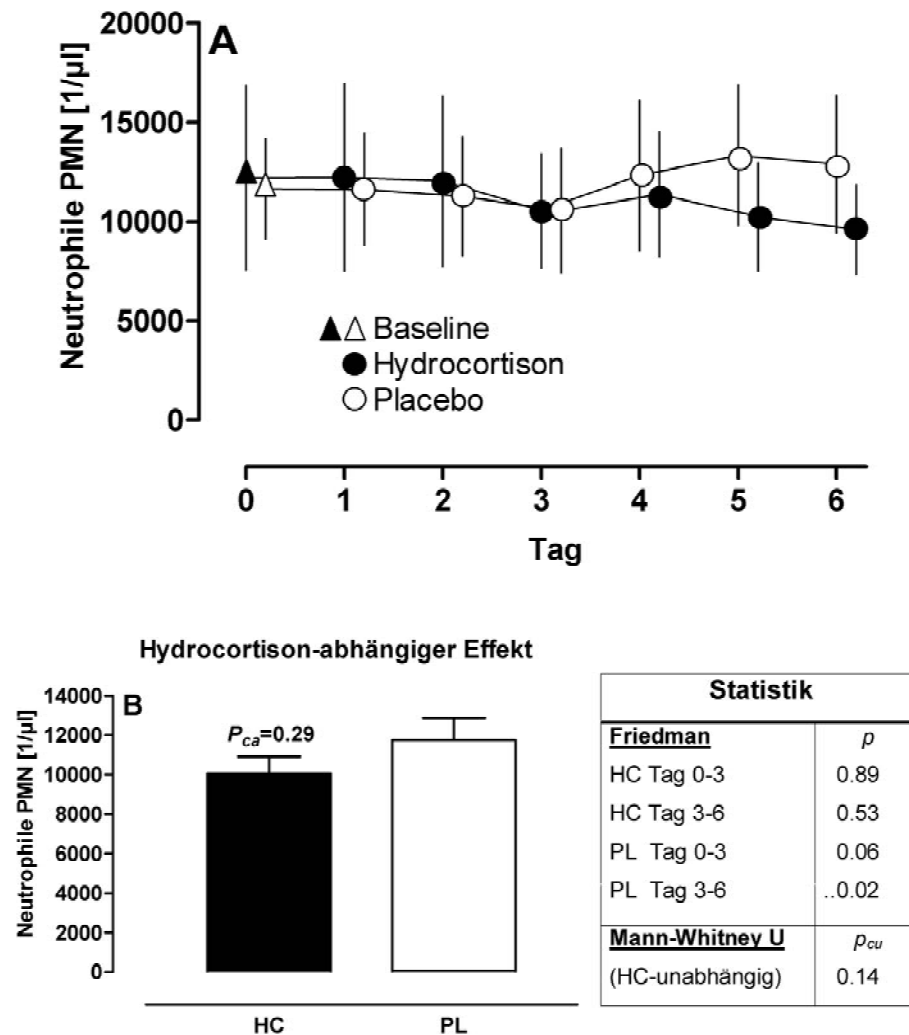 A
Neutrophile PMN [1/µl]
20000
15000
10000
5000
0
▲△ Baseline
● Hydrocortison
○ Placebo
0 1 2 3 4 5 6
Tag
Hydrocortison-abhängiger Effekt
B
Neutrophile PMN [1/µl]
14000
12000
10000
8000
6000
4000
2000
0
Pca=0.29
HC PL
Statistik
Friedman p
HC Tag 0-3 0.89
HC Tag 3-6 0.53
PL Tag 0-3 0.06
PL Tag 3-6 ..0.02
Mann-Whitney U pcu
(HC-unabhängig) 0.14